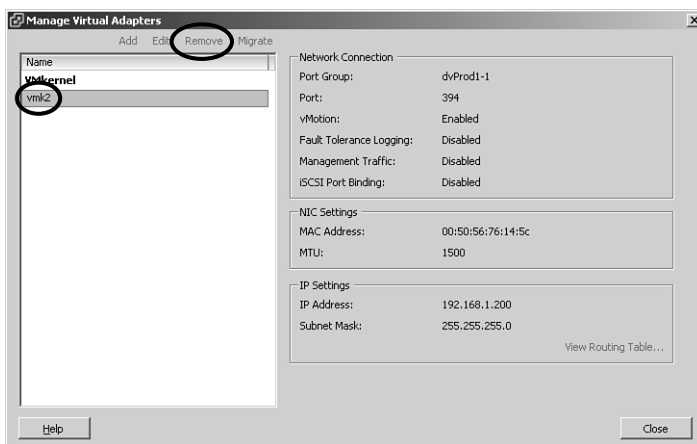 Manage Virtual Adapters
Add Edit Remove Migrate
Name
VMkernel
vmk2
Network Connection
Port Group: dvProd1-1
Port: 394
vMotion: Enabled
Fault Tolerance Logging: Disabled
Management Traffic: Disabled
iSCSI Port Binding: Disabled
NIC Settings
MAC Address: 00:50:56:76:14:5c
MTU: 1500
IP Settings
IP Address: 192.168.1.200
Subnet Mask: 255.255.255.0
View Routing Table...
Help Close